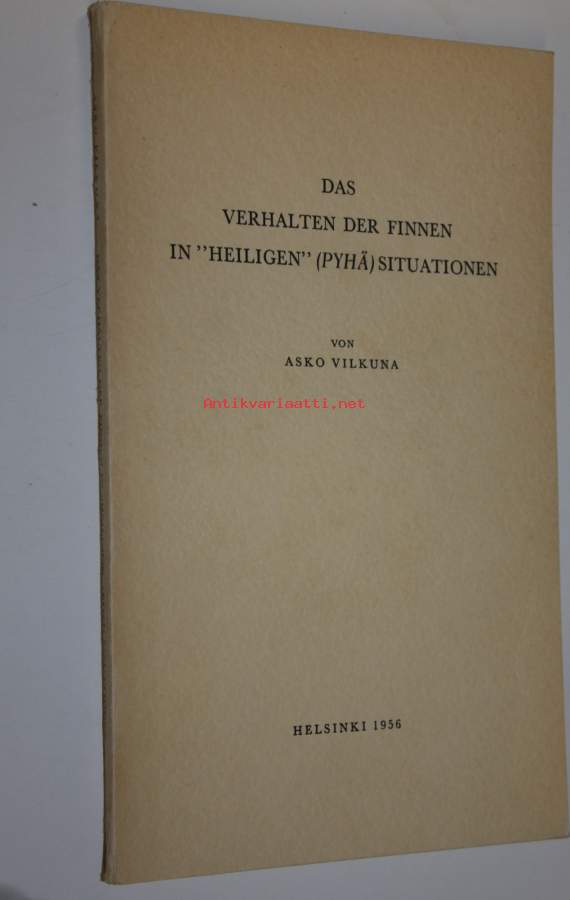 DAS
VERHALTEN DER FINNEN
IN ”HEILIGEN” (PYHÄ) SITUATIONEN
VON
ASKO VILKUNA
Antikvariaatti.net
HELSINKI 1956